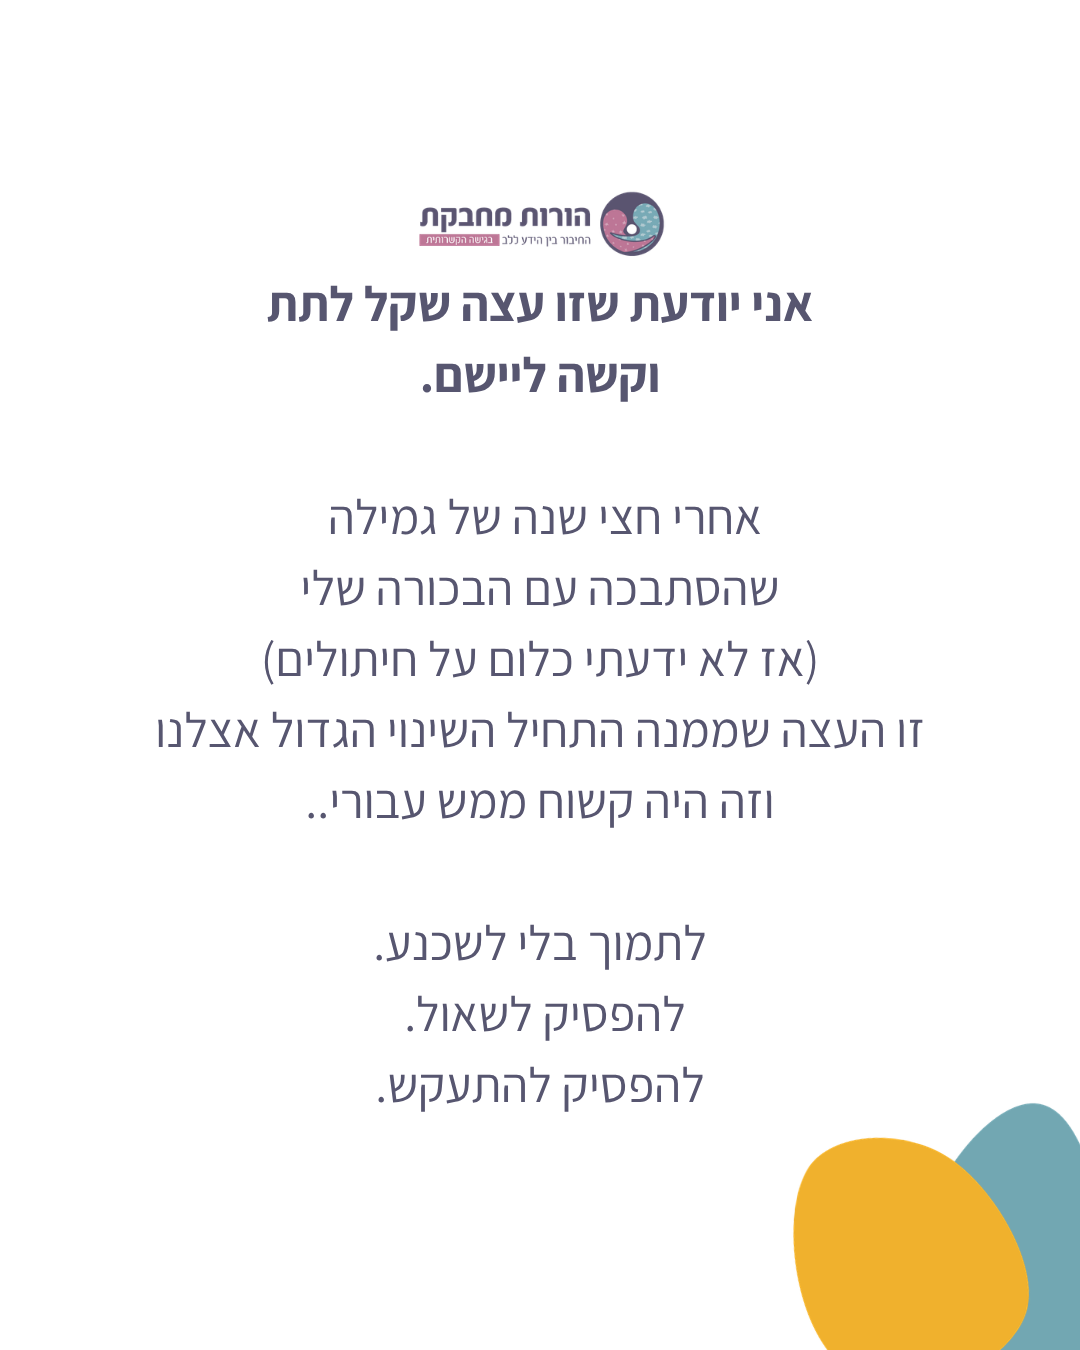 הורות מחבקת
החיבור בין הידע ללב בגישה הקשרותית
אני יודעת שזו עצה שקל לתת
וקשה ליישם.
אחרי חצי שנה של גמילה
שהסתבכה עם הבכורה שלי
(אז לא ידעתי כלום על חיתולים)
זו העצה שממנה התחיל השינוי הגדול אצלנו
וזה היה קשוח ממש עבורי..
לתמוך בלי לשכנע.
להפסיק לשאול.
להפסיק להתעקש.